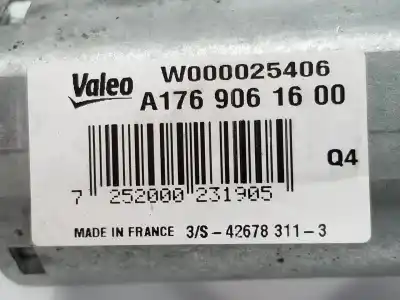 Valeo W000025406
A176 906 16 00
Q4
7 252000 231905
MADE IN FRANCE 3/S-42678 311-3